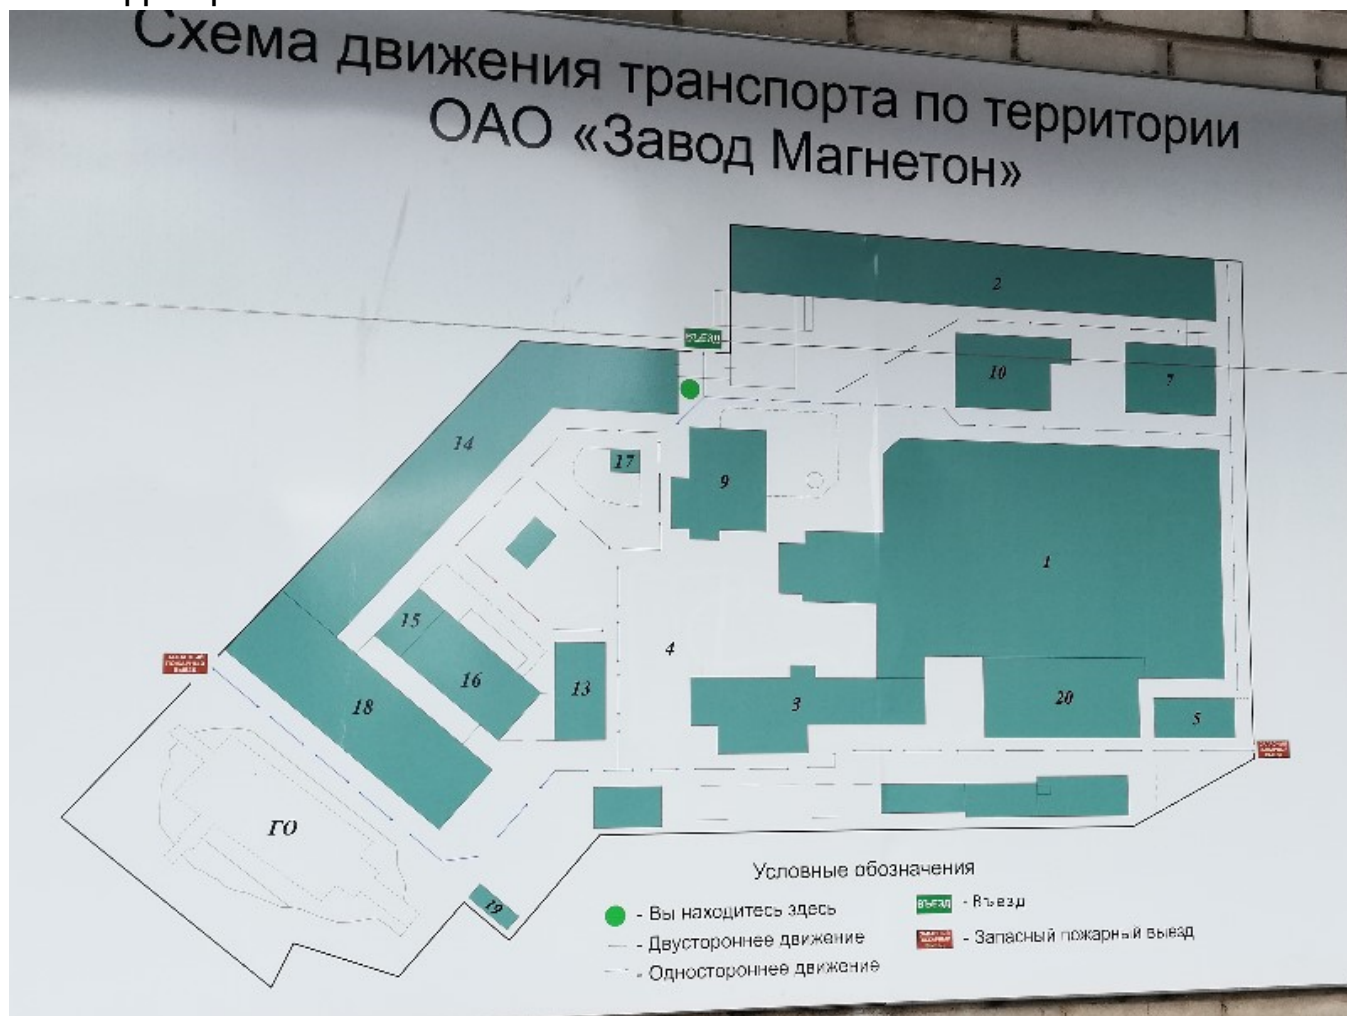 Схема движения транспорта по территории
ОАО «Завод Магнетон»
2
ВЪЕЗД
10
7
14
17
9
1
15
4
16
13
18
3
20
5
ГО
19
Условные обозначения
- Вы находитесь здесь
- Двустороннее движение
- Одностороннее движение
ВЪЕЗД - Въезд
- Запасный пожарный выезд